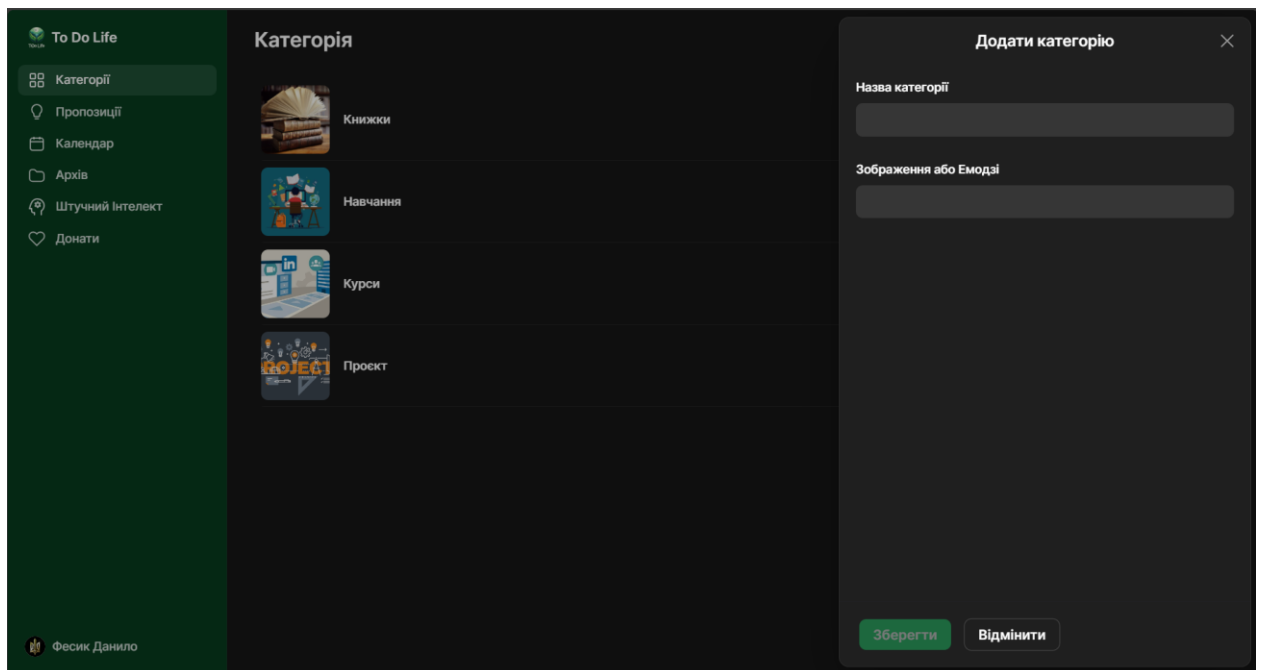 To Do Life
Категорії
Пропозиції
Календар
Архів
Штучний Інтелект
Донати
Фесик Данило
Категорія
Книжки
Навчання
Курси
Проєкт
Додати категорію
Назва категорії
Зображення або Емодзі
Зберегти
Відмінити